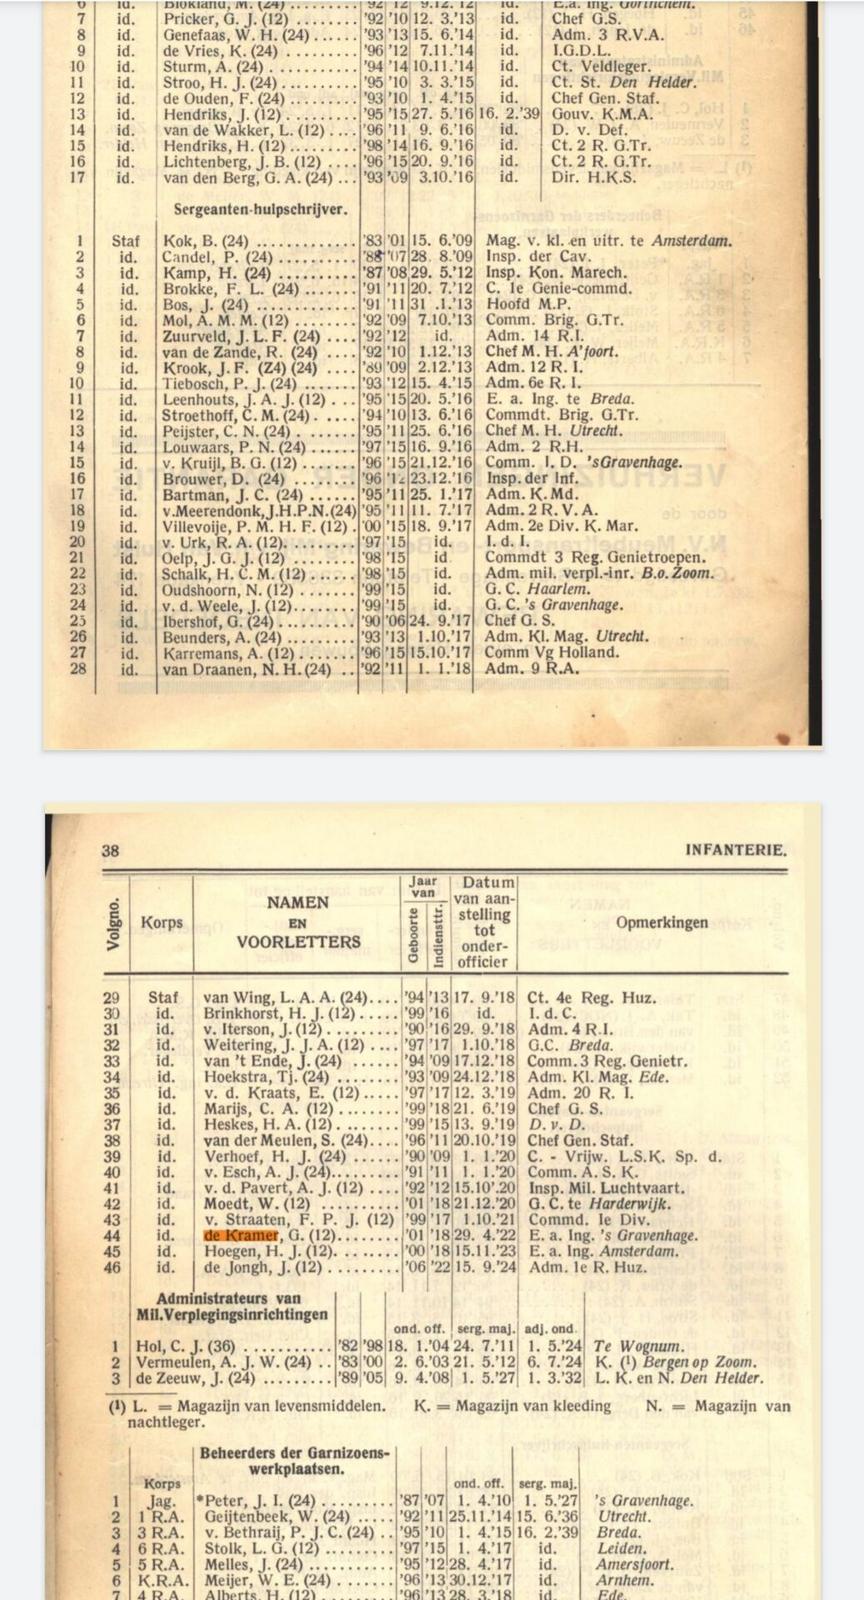 6 id. Blokland, M. (24) '92 '12 9.12.'12 id. E.a. Ing. Gorinchem.
7 id. Pricker, G. J. (12) '92 '10 12. 3.'13 id. Chef G.S.
8 id. Genefaas, W. H. (24) '93 '13 15. 6.'14 id. Adm. 3 R.V.A.
9 id. de Vries, K. (24) '96 '12 7.11.'14 id. I.G.D.L.
10 id. Sturm, A. (24) '94 '14 10.11.'14 id. Ct. Veldleger.
11 id. Stroo, H. J. (24) '95 '10 3. 3.'15 id. Ct. St. Den Helder.
12 id. de Ouden, F. (24) '93 '10 1. 4.'15 id. Chef Gen. Staf.
13 id. Hendriks, J. (12) '95 '15 27. 5.'16 16. 2.'39 Gouv. K.M.A.
14 id. van de Wakker, L. (12) '96 '11 9. 6.'16 id. D. v. Def.
15 id. Hendriks, H. (12) '98 '14 16. 9.'16 id. Ct. 2 R. G.Tr.
16 id. Lichtenberg, J. B. (12) '96 '15 20. 9.'16 id. Ct. 2 R. G.Tr.
17 id. van den Berg, G. A. (24) '93 '09 3.10.'16 id. Dir. H.K.S.
Sergeanten-hulpschrijver.
1 Staf Kok, B. (24) '83 '01 15. 6.'09 Mag. v. kl. en uitr. te Amsterdam.
2 id. Candel, P. (24) '88 '07 28. 8.'09 Insp. der Cav.
3 id. Kamp, H. (24) '87 '08 29. 5.'12 Insp. Kon. Marech.
4 id. Brokke, F. L. (24) '91 '11 20. 7.'12 C. 1e Genie-commd.
5 id. Bos, J. (24) '91 '11 31 .1.'13 Hoofd M.P.
6 id. Mol, A. M. M. (12) '92 '09 7.10.'13 Comm. Brig. G.Tr.
7 id. Zuurveld, J. L. F. (24) '92 '12 id. Adm. 14 R.I.
8 id. van de Zande, R. (24) '92 '10 1.12.'13 Chef M. H. A'foort.
9 id. Krook, J. F. (Z4) (24) '89 '09 2.12.'13 Adm. 12 R. I.
10 id. Tiebosch, P. J. (24) '93 '12 15. 4.'15 Adm. 6e R. I.
11 id. Leenhouts, J. A. J. (12) '95 '15 20. 5.'16 E. a. Ing. te Breda.
12 id. Stroethoff, C. M. (24) '94 '10 13. 6.'16 Commdt. Brig. G.Tr.
13 id. Peijster, C. N. (24) '95 '11 25. 6.'16 Chef M. H. Utrecht.
14 id. Louwaars, P. N. (24) '97 '15 16. 9.'16 Adm. 2 R.H.
15 id. v. Kruijl, B. G. (12) '96 '15 21.12.'16 Comm. I. D. 'sGravenhage.
16 id. Brouwer, D. (24) '96 '12 23.12.'16 Insp. der Inf.
17 id. Bartman, J. C. (24) '95 '11 25. 1.'17 Adm. K.Md.
18 id. v.Meerendonk,J.H.P.N.(24) '95 '11 11. 7.'17 Adm. 2 R. V. A.
19 id. Villevoije, P. M. H. F. (12) '00 '15 18. 9.'17 Adm. 2e Div. K. Mar.
20 id. v. Urk, R. A. (12) '97 '15 id. I. d. I.
21 id. Oelp, J. G. J. (12) '98 '15 id Commdt 3 Reg. Genietroepen.
22 id. Schalk, H. C. M. (12) '98 '15 id. Adm. mil. verpl.-inr. B.o. Zoom.
23 id. Oudshoorn, N. (12) '99 '15 id. G. C. Haarlem.
24 id. v. d. Weele, J. (12) '99 '15 id. G. C. 's Gravenhage.
25 id. Ibershof, G. (24) '90 '06 24. 9.'17 Chef G. S.
26 id. Beunders, A. (24) '93 '13 1.10.'17 Adm. Kl. Mag. Utrecht.
27 id. Karremans, A. (12) '96 '15 15.10.'17 Comm Vg Holland.
28 id. van Draanen, N. H. (24) '92 '11 1. 1.'18 Adm. 9 R.A.
38 INFANTERIE.
Volgno. Korps NAMEN EN VOORLETTERS Jaar van Geboorte Indiensttr. Datum van aan-stelling tot onder-officier Opmerkingen
29 Staf van Wing, L. A. A. (24) '94 '13 17. 9.'18 Ct. 4e Reg. Huz.
30 id. Brinkhorst, H. J. (12) '99 '16 id. I. d. C.
31 id. v. Iterson, J. (12) '90 '16 29. 9.'18 Adm. 4 R.I.
32 id. Weitering, J. J. A. (12) '97 '17 1.10.'18 G.C. Breda.
33 id. van 't Ende, J. (24) '94 '09 17.12.'18 Comm. 3 Reg. Genietr.
34 id. Hoekstra, Tj. (24) '93 '09 24.12.'18 Adm. Kl. Mag. Ede.
35 id. v. d. Kraats, E. (12) '97 '17 12. 3.'19 Adm. 20 R. I.
36 id. Marijs, C. A. (12) '99 '18 21. 6.'19 Chef G. S.
37 id. Heskes, H. A. (12) '99 '15 13. 9.'19 D. v. D.
38 id. van der Meulen, S. (24) '96 '11 20.10.'19 Chef Gen. Staf.
39 id. Verhoef, H. J. (24) '90 '09 1. 1.'20 C. - Vrijw. L.S.K. Sp. d.
40 id. v. Esch, A. J. (24) '91 '11 1. 1.'20 Comm. A. S. K.
41 id. v. d. Pavert, A. J. (12) '92 '12 15.10'.20 Insp. Mil. Luchtvaart.
42 id. Moedt, W. (12) '01 '18 21.12.'20 G. C. te Harderwijk.
43 id. v. Straaten, F. P. J. (12) '99 '17 1.10.'21 Commd. 1e Div.
44 id. de Kramer, G. (12) '01 '18 29. 4.'22 E. a. Ing. 's Gravenhage.
45 id. Hoegen, H. J. (12) '00 '18 15.11.'23 E. a. Ing. Amsterdam.
46 id. de Jongh, J. (12) '06 '22 15. 9.'24 Adm. 1e R. Huz.
Administrateurs van
Mil.Verplegingsinrichtingen
ond. off. serg. maj. adj. ond.
1 Hol, C. J. (36) '82 '98 18. 1.'04 24. 7.'11 1. 5.'24 Te Wognum.
2 Vermeulen, A. J. W. (24) '83 '00 2. 6.'03 21. 5.'12 6. 7.'24 K. (¹) Bergen op Zoom.
3 de Zeeuw, J. (24) '89 '05 9. 4.'08 1. 5.'27 1. 3.'32 L. K. en N. Den Helder.
(¹) L. = Magazijn van levensmiddelen. K. = Magazijn van kleeding N. = Magazijn van
nachtleger.
Beheerders der Garnizoens-
werkplaatsen.
Korps ond. off. serg. maj.
1 Jag. *Peter, J. I. (24) '87 '07 1. 4.'10 1. 5.'27 's Gravenhage.
2 1 R.A. Geijtenbeek, W. (24) '92 '11 25.11.'14 15. 6.'36 Utrecht.
3 3 R.A. v. Bethraij, P. J. C. (24) '95 '10 1. 4.'15 16. 2.'39 Breda.
4 6 R.A. Stolk, L. G. (12) '97 '15 1. 4.'17 id. Leiden.
5 5 R.A. Melles, J. (24) '95 '12 28. 4.'17 id. Amersfoort.
6 K.R.A. Meijer, W. E. (24) '96 '13 30.12.'17 id. Arnhem.
7 4 R.A. Alberts, H. (12) '96 '13 28. 3.'18 id. Ede.